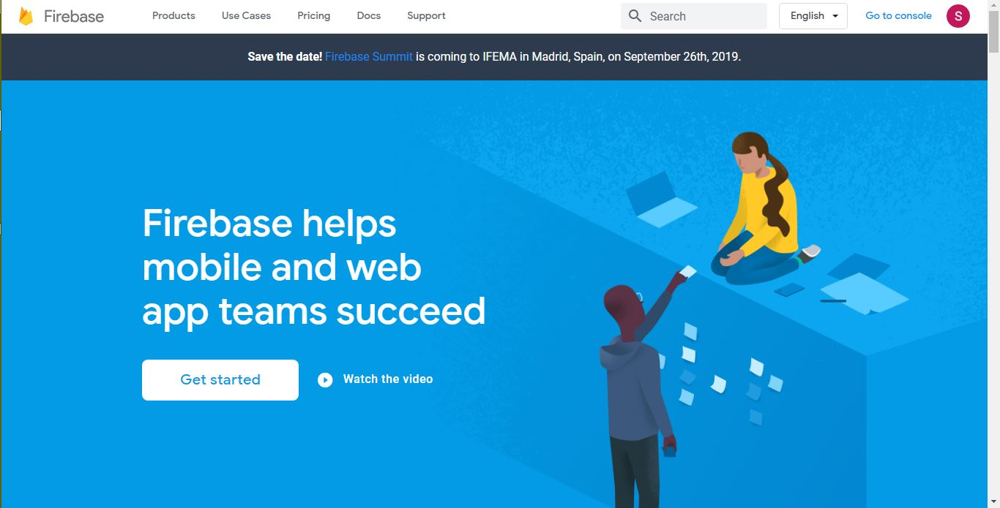 Firebase Products Use Cases Pricing Docs Support Search English Go to console S
Save the date! Firebase Summit is coming to IFEMA in Madrid, Spain, on September 26th, 2019.
Firebase helps
mobile and web
app teams succeed
Get started Watch the video